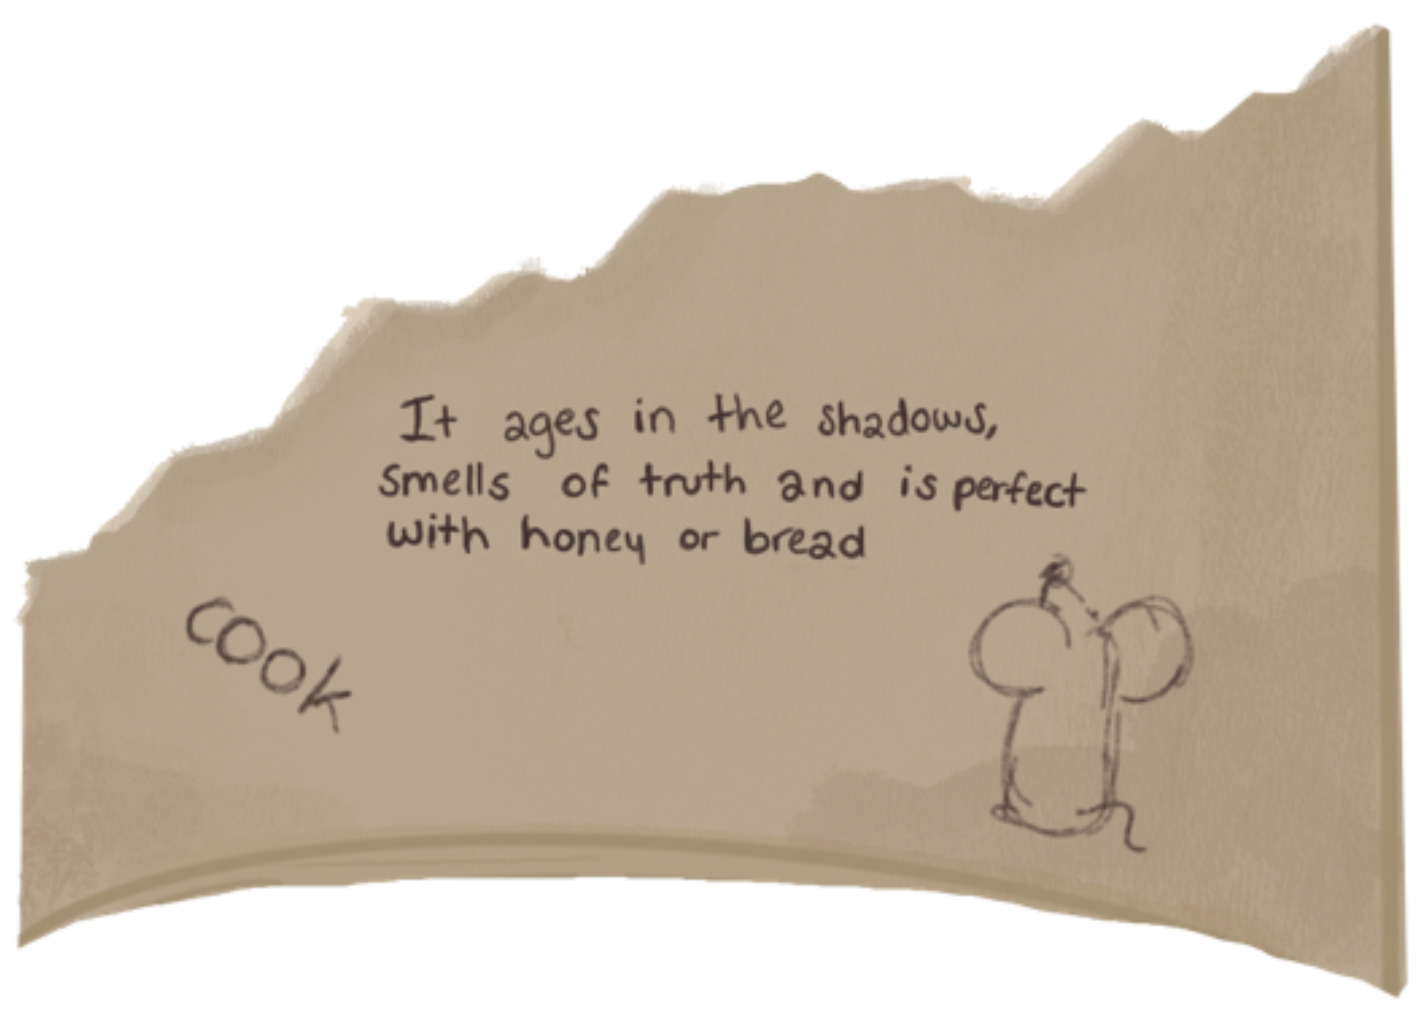 It ages in the shadows,
smells of truth and is perfect
with honey or bread
cook